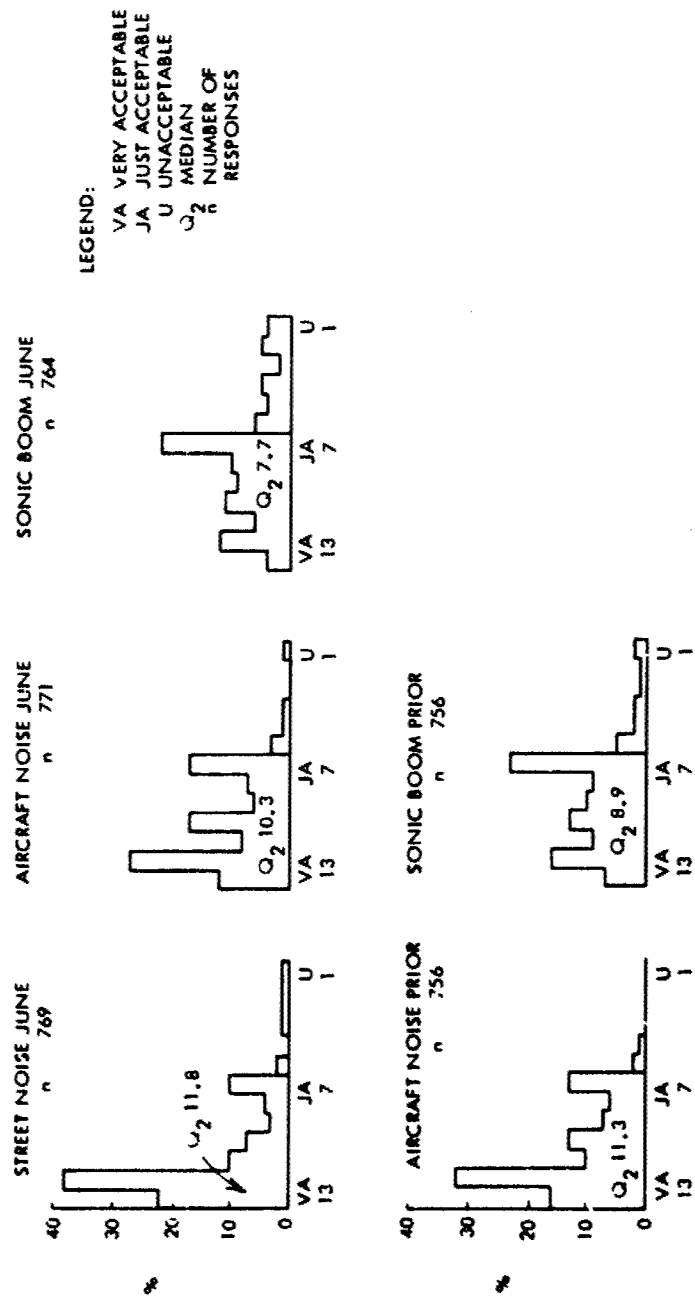 STREET NOISE JUNE
n 769
40
30
20
10
0
%
Q2 11.8
VA JA U
13 7 1
AIRCRAFT NOISE JUNE
n 771
Q2 10.3
VA JA U
13 7 1
SONIC BOOM JUNE
n 764
Q2 7.7
VA JA U
13 7 1
LEGEND:
VA VERY ACCEPTABLE
JA JUST ACCEPTABLE
U UNACCEPTABLE
Q2 MEDIAN
n NUMBER OF
RESPONSES
AIRCRAFT NOISE PRIOR
n 756
40
30
20
10
0
%
Q2 11.3
VA JA U
13 7 1
SONIC BOOM PRIOR
n 756
Q2 8.9
VA JA U
13 7 1